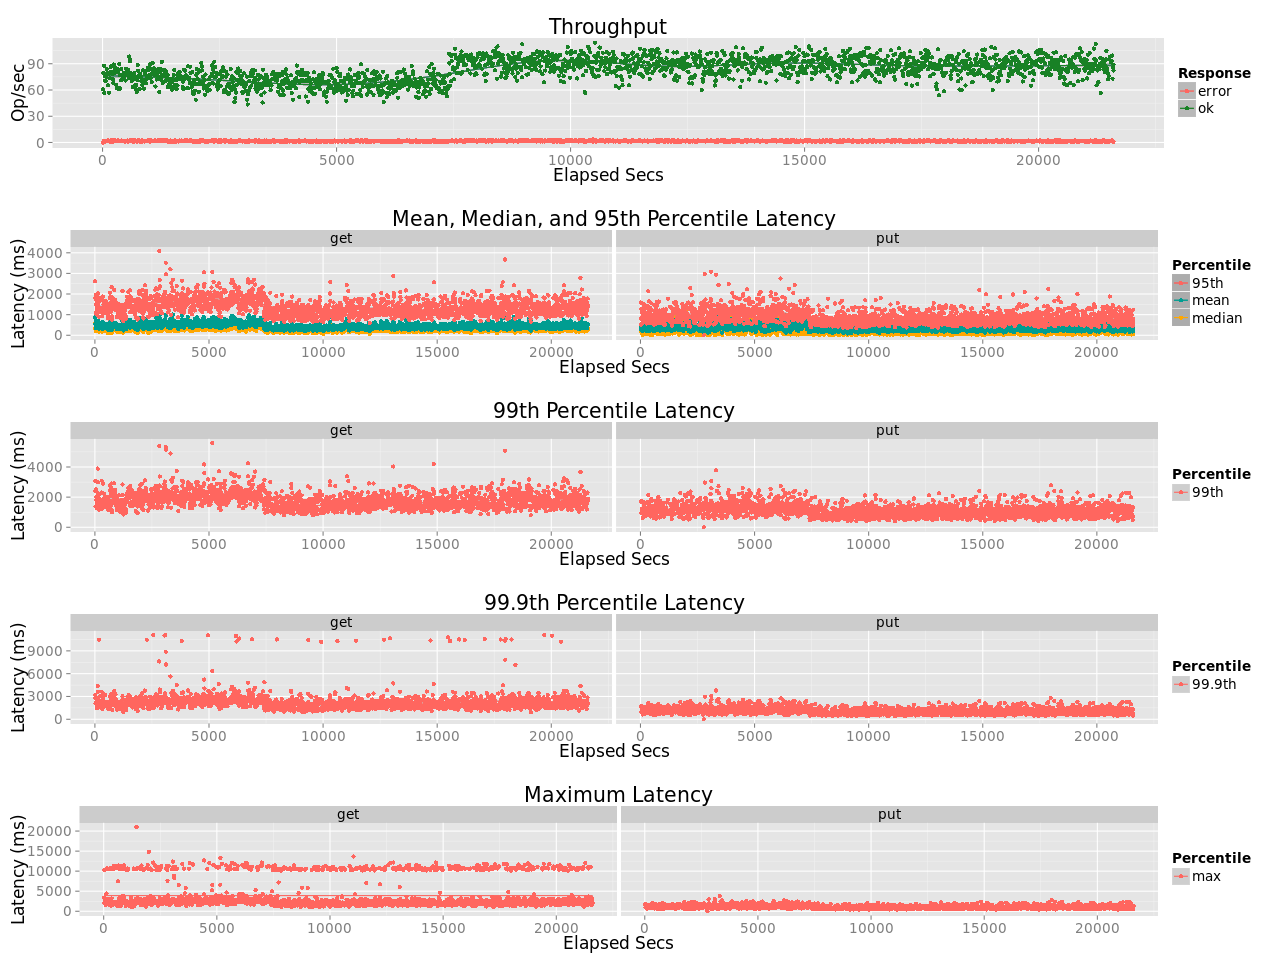 Throughput
Op/sec
90
60
30
0
0 5000 10000 15000 20000
Elapsed Secs
Response
error
ok
Mean, Median, and 95th Percentile Latency
get put
Latency (ms)
4000
3000
2000
1000
0
0 5000 10000 15000 20000 0 5000 10000 15000 20000
Elapsed Secs
Percentile
95th
mean
median
99th Percentile Latency
get put
Latency (ms)
4000
2000
0
0 5000 10000 15000 20000 0 5000 10000 15000 20000
Elapsed Secs
Percentile
99th
99.9th Percentile Latency
get put
Latency (ms)
9000
6000
3000
0
0 5000 10000 15000 20000 0 5000 10000 15000 20000
Elapsed Secs
Percentile
99.9th
Maximum Latency
get put
Latency (ms)
20000
15000
10000
5000
0
0 5000 10000 15000 20000 0 5000 10000 15000 20000
Elapsed Secs
Percentile
max